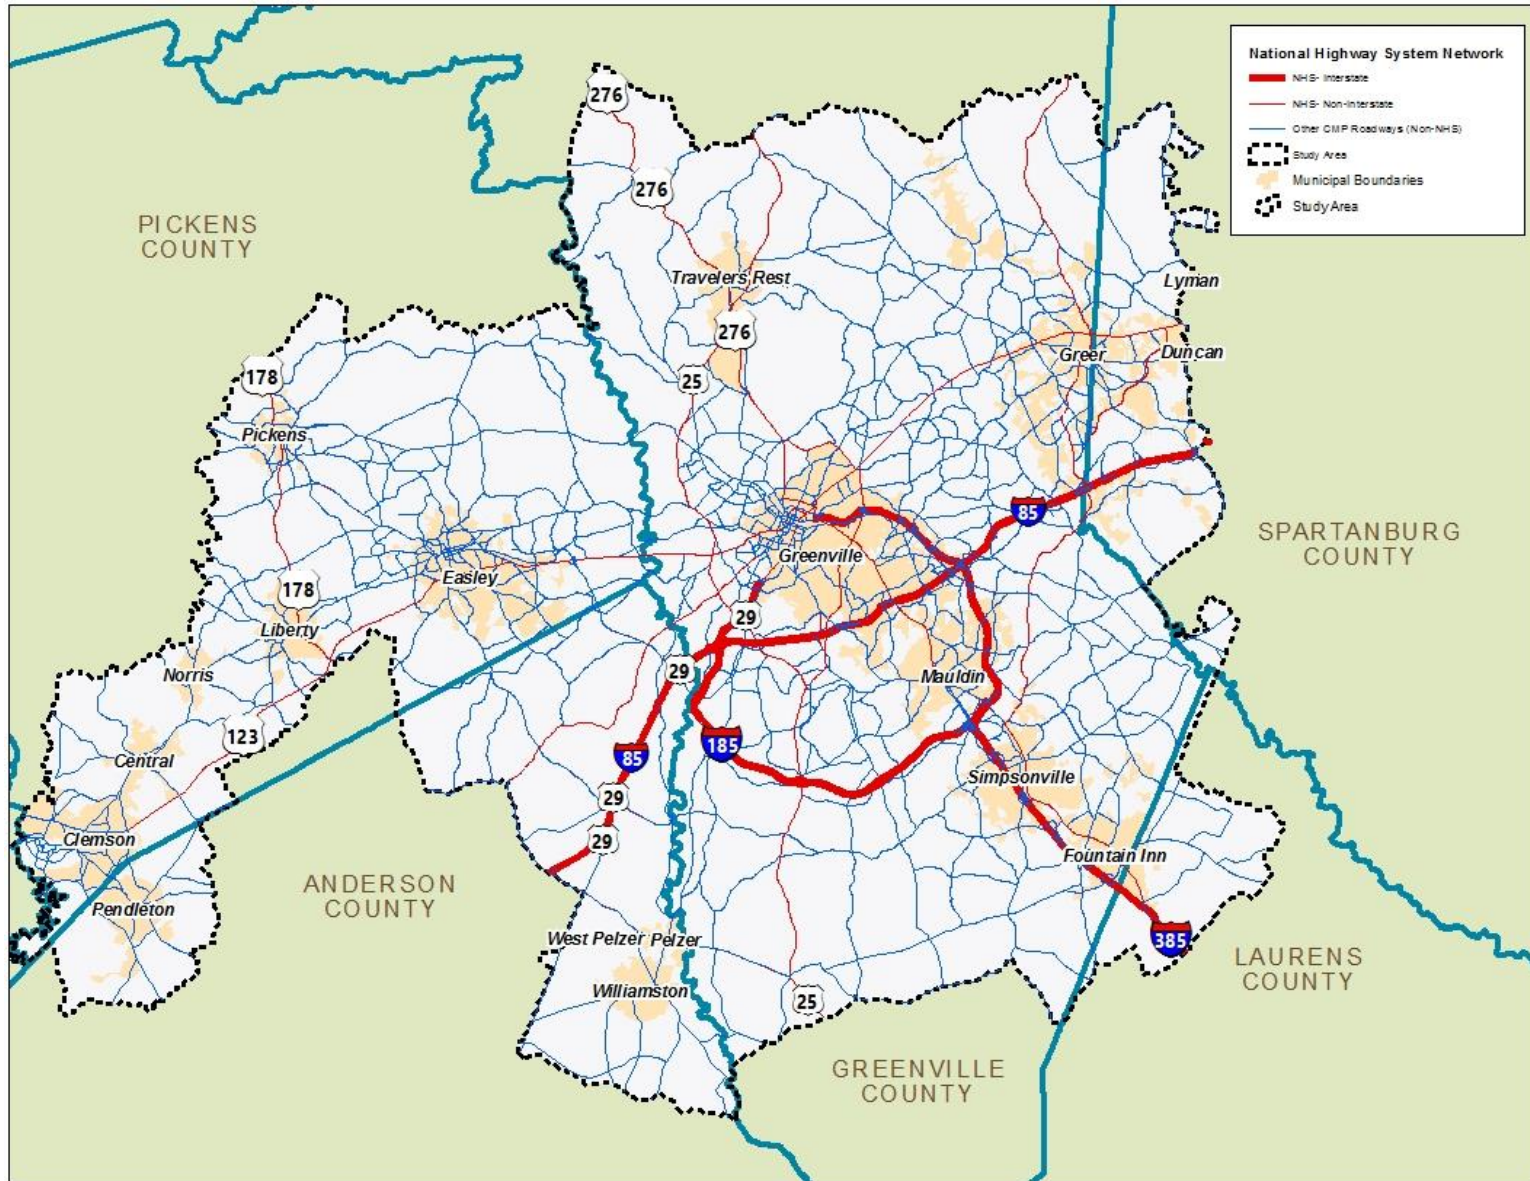 National Highway System Network
NHS- Interstate
NHS- Non-Interstate
Other CMP Roadways (Non-NHS)
Study Area
Municipal Boundaries
Study Area
276
276
PICKENS
COUNTY
Travelers Rest
Lyman
276
Greer
Duncan
178
25
Pickens
85
SPARTANBURG
COUNTY
Greenville
Easley
178
29
Liberty
29
Norris
Mauldin
123
185
85
Central
Simpsonville
29
29
Clemson
Fountain Inn
ANDERSON
COUNTY
Pendleton
West Pelzer
Pelzer
385
LAURENS
COUNTY
Williamston
25
GREENVILLE
COUNTY